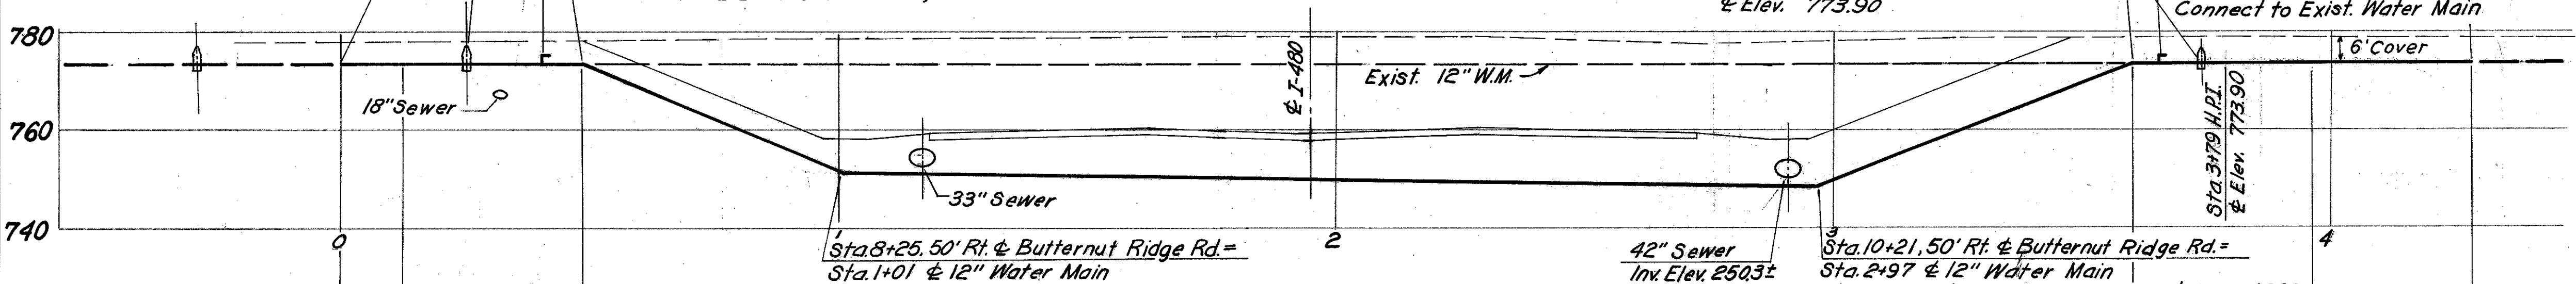 ℄ Elev. 773.90
Connect to Exist. Water Main
780
6' Cover
℄ I-480
Exist. 12" W.M.
18" Sewer
760
Sta. 3+79 H.P.I.
℄ Elev. 773.90
33" Sewer
740
0
1
2
3
4
Sta. 8+25, 50' Rt. ℄ Butternut Ridge Rd. =
Sta. 1+01 ℄ 12" Water Main
42" Sewer
Inv. Elev. 250.3±
Sta. 10+21, 50' Rt. ℄ Butternut Ridge Rd. =
Sta. 2+97 ℄ 12" Water Main